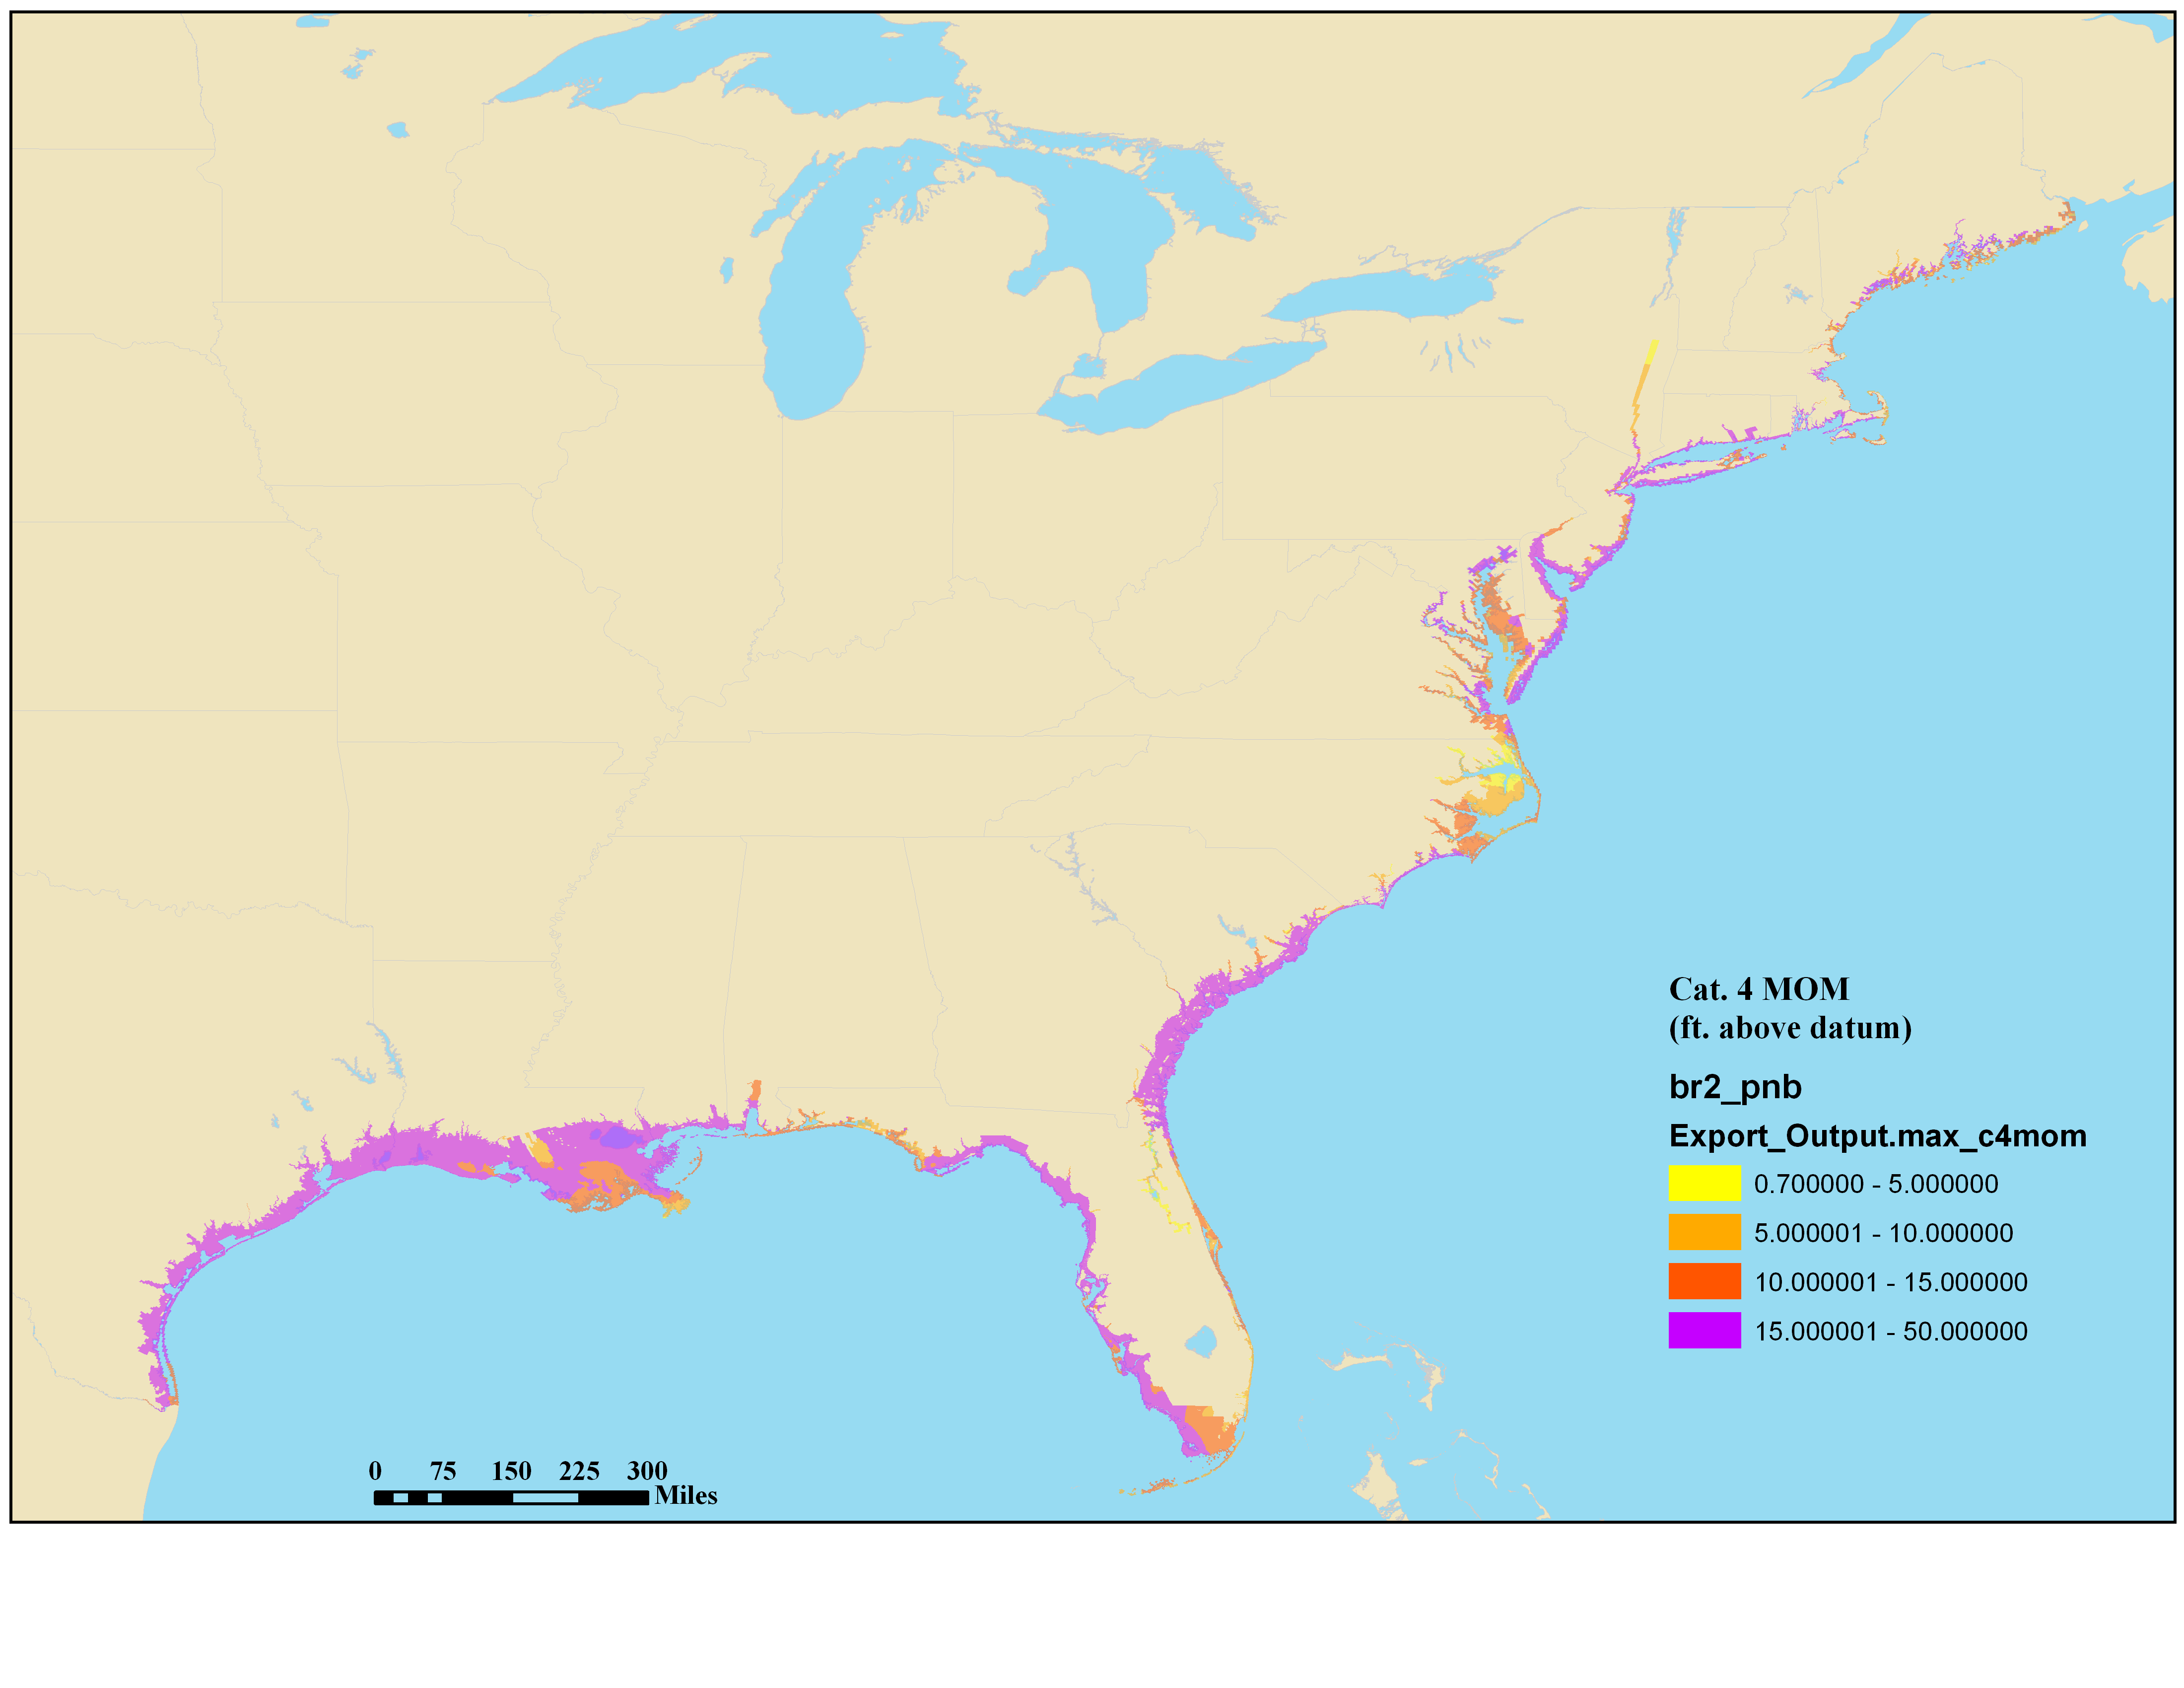 Cat. 4 MOM
(ft. above datum)
br2_pnb
Export_Output.max_c4mom
0.700000 - 5.000000
5.000001 - 10.000000
10.000001 - 15.000000
15.000001 - 50.000000
0 75 150 225 300
Miles